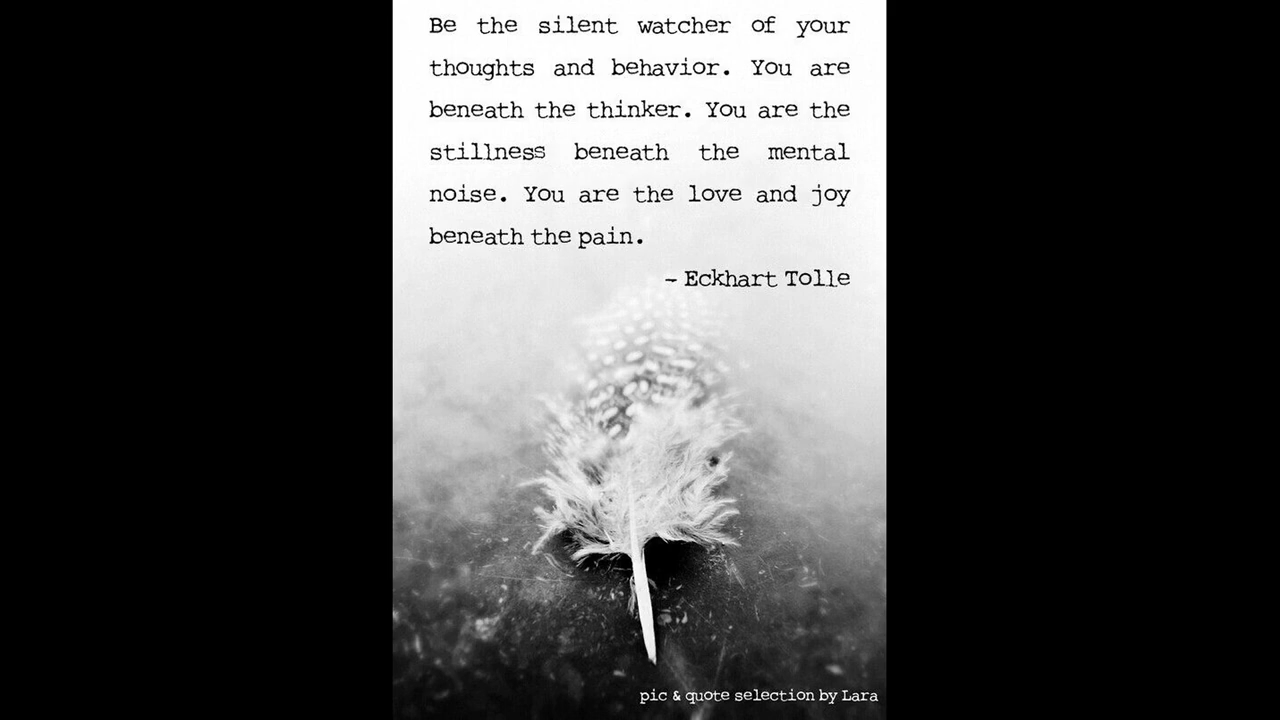 Be the silent watcher of your
thoughts and behavior. You are
beneath the thinker. You are the
stillness beneath the mental
noise. You are the love and joy
beneath the pain.
– Eckhart Tolle
pic & quote selection by Lara